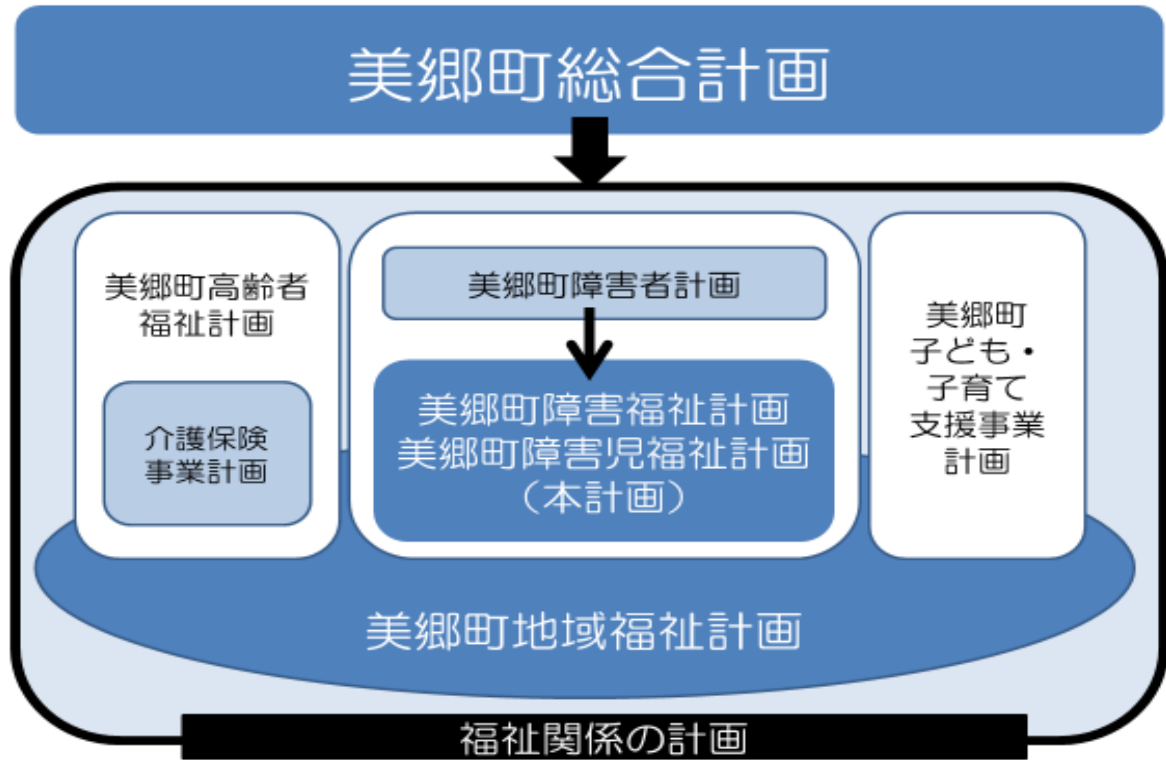 美郷町総合計画
美郷町高齢者
福祉計画
介護保険
事業計画
美郷町障害者計画
美郷町障害福祉計画
美郷町障害児福祉計画
（本計画）
美郷町
子ども・
子育て
支援事業
計画
美郷町地域福祉計画
福祉関係の計画